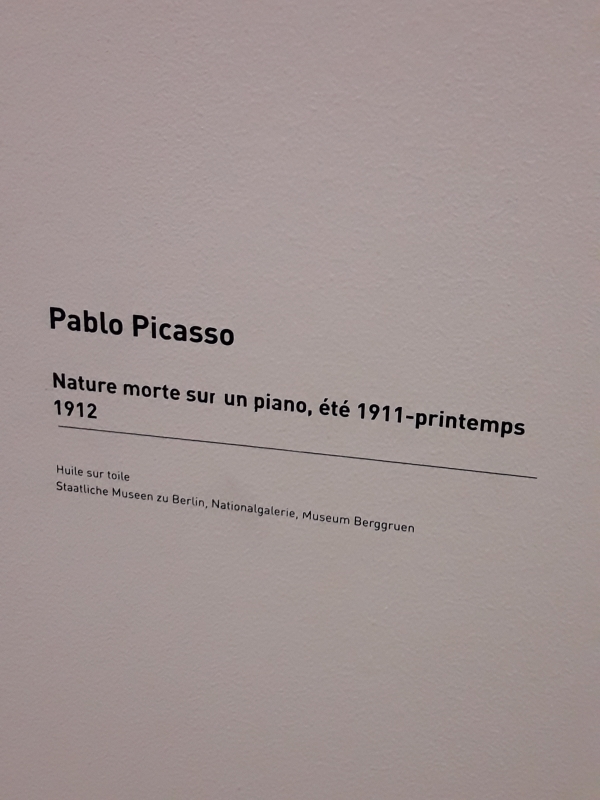 Pablo Picasso
Nature morte sur un piano, été 1911-printemps
1912
Huile sur toile
Staatliche Museen zu Berlin, Nationalgalerie, Museum Berggruen